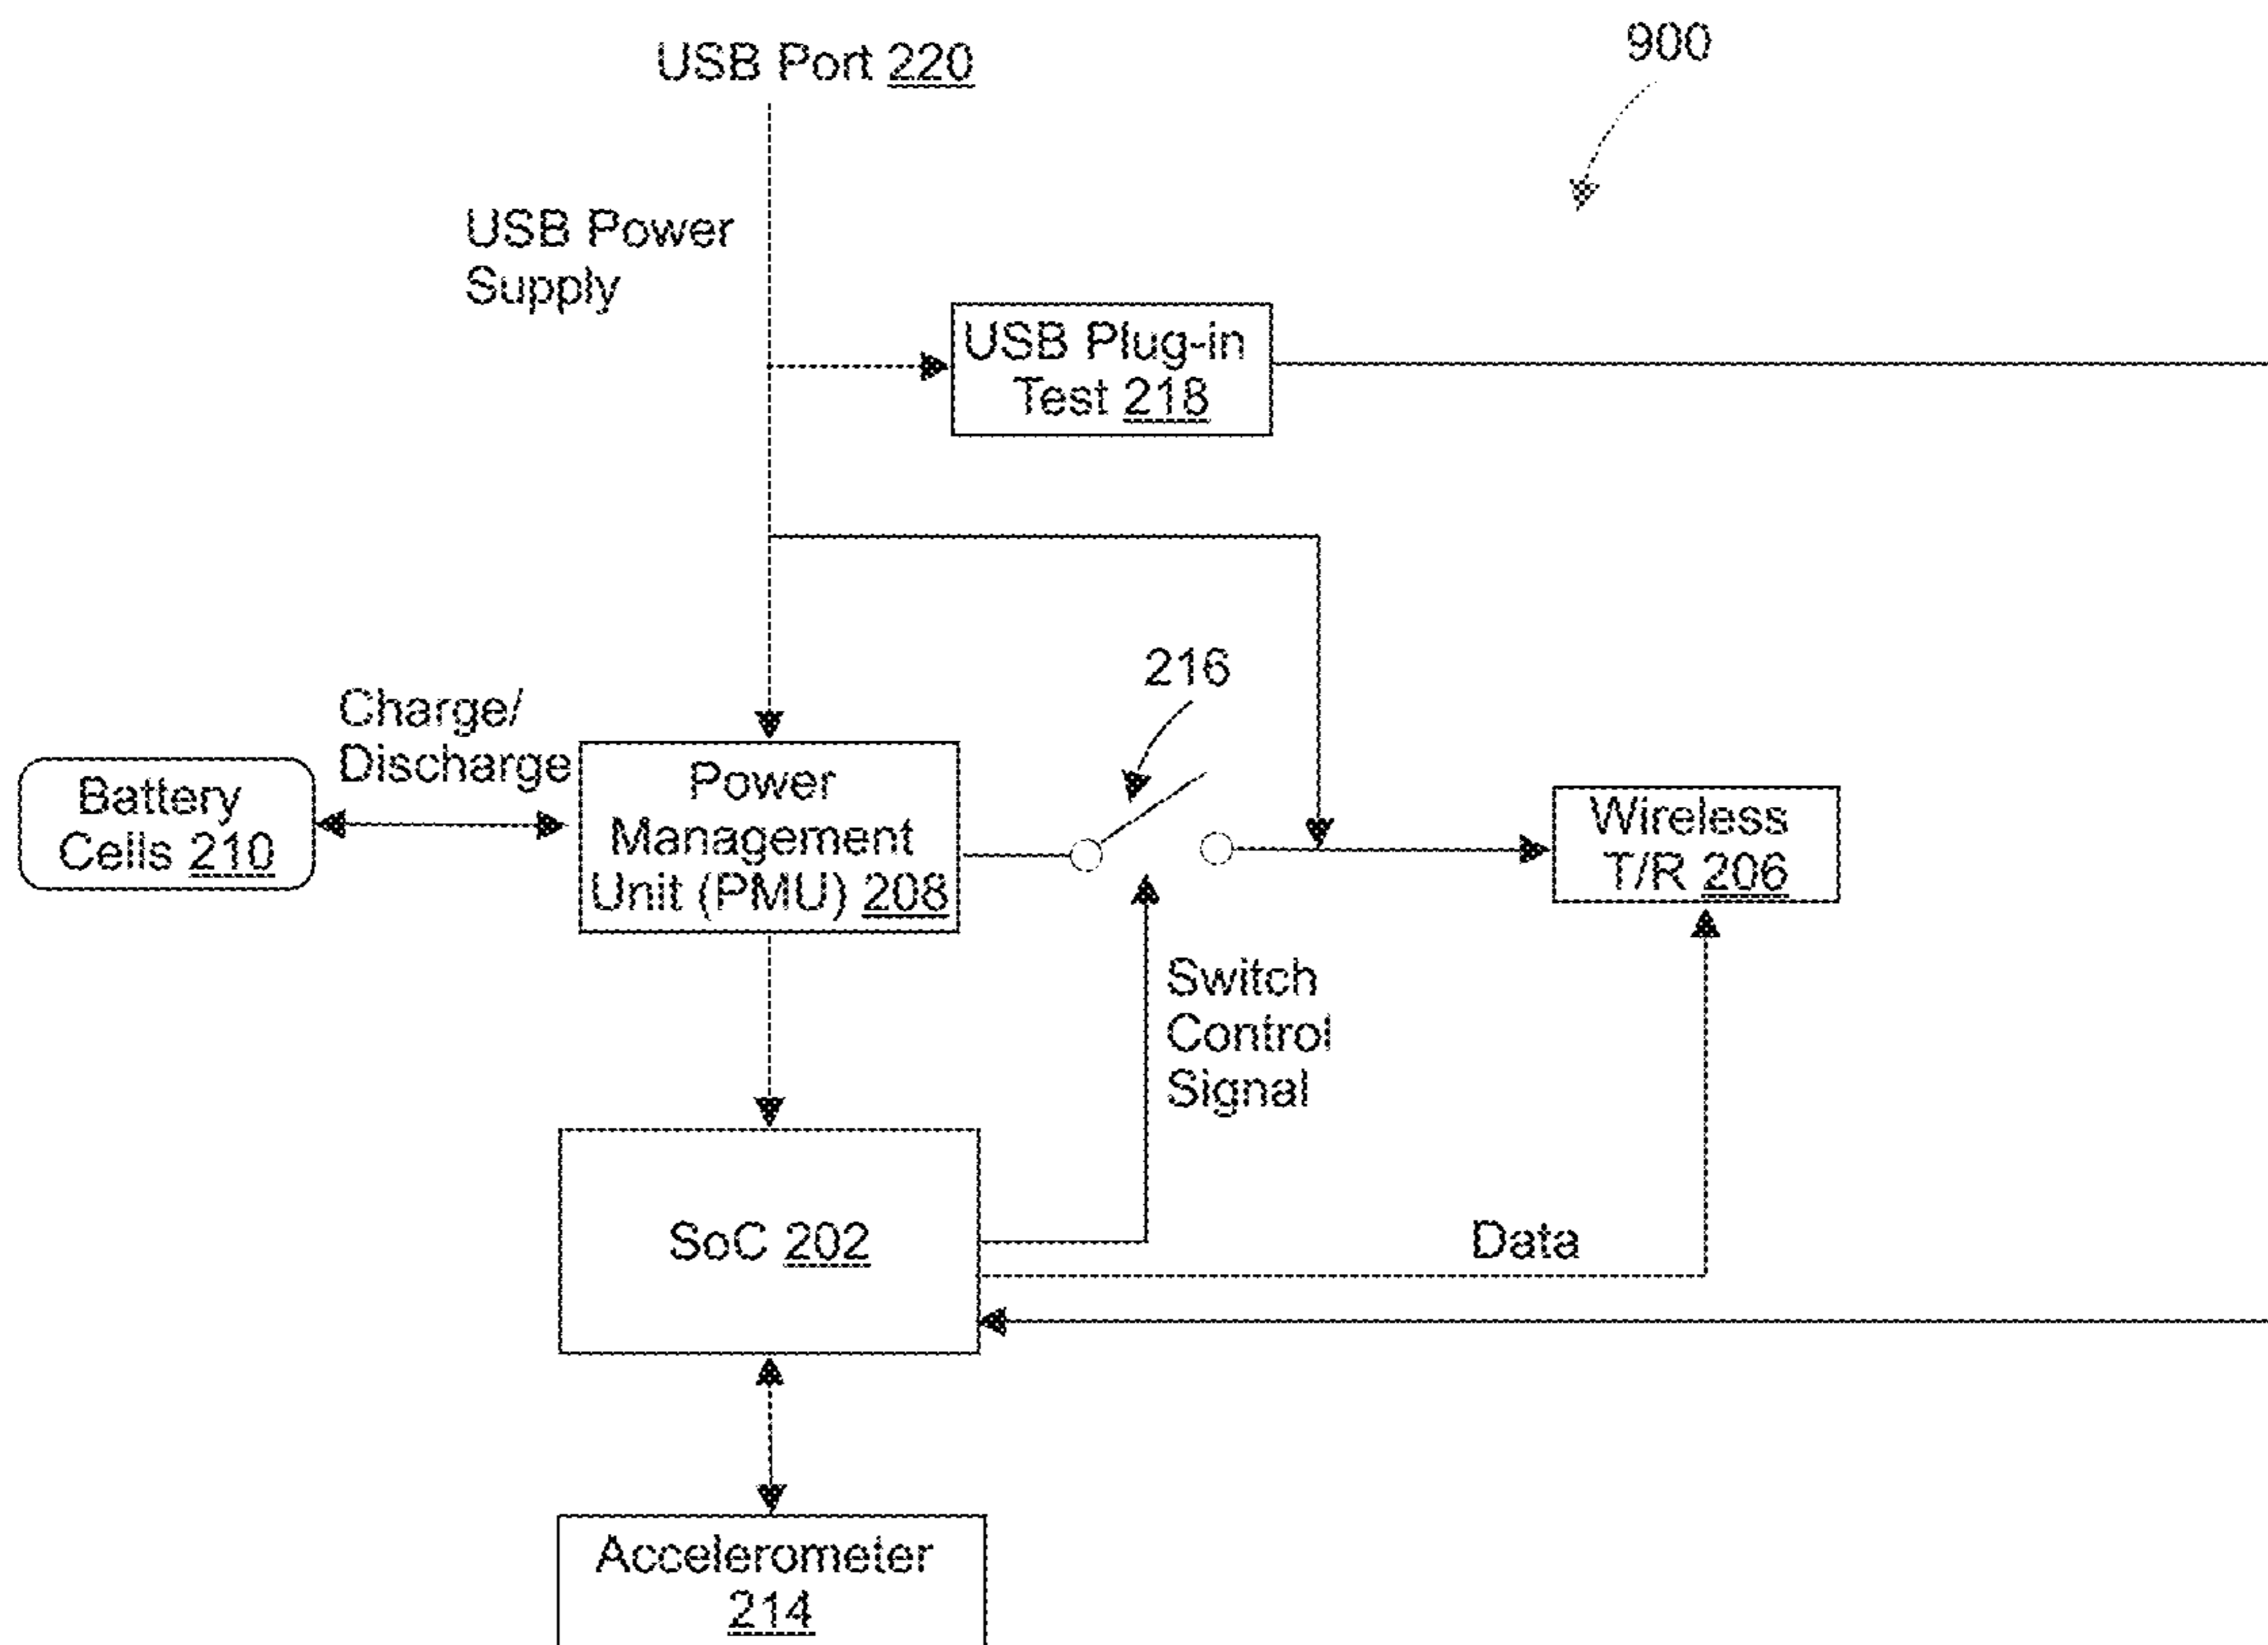 USB Port 220
900
USB Power
Supply
USB Plug-in
Test 218
216
Charge/
Discharge
Battery
Cells 210
Power
Management
Unit (PMU) 208
Wireless
T/R 206
Switch
Control
Signal
SoC 202
Data
Accelerometer
214